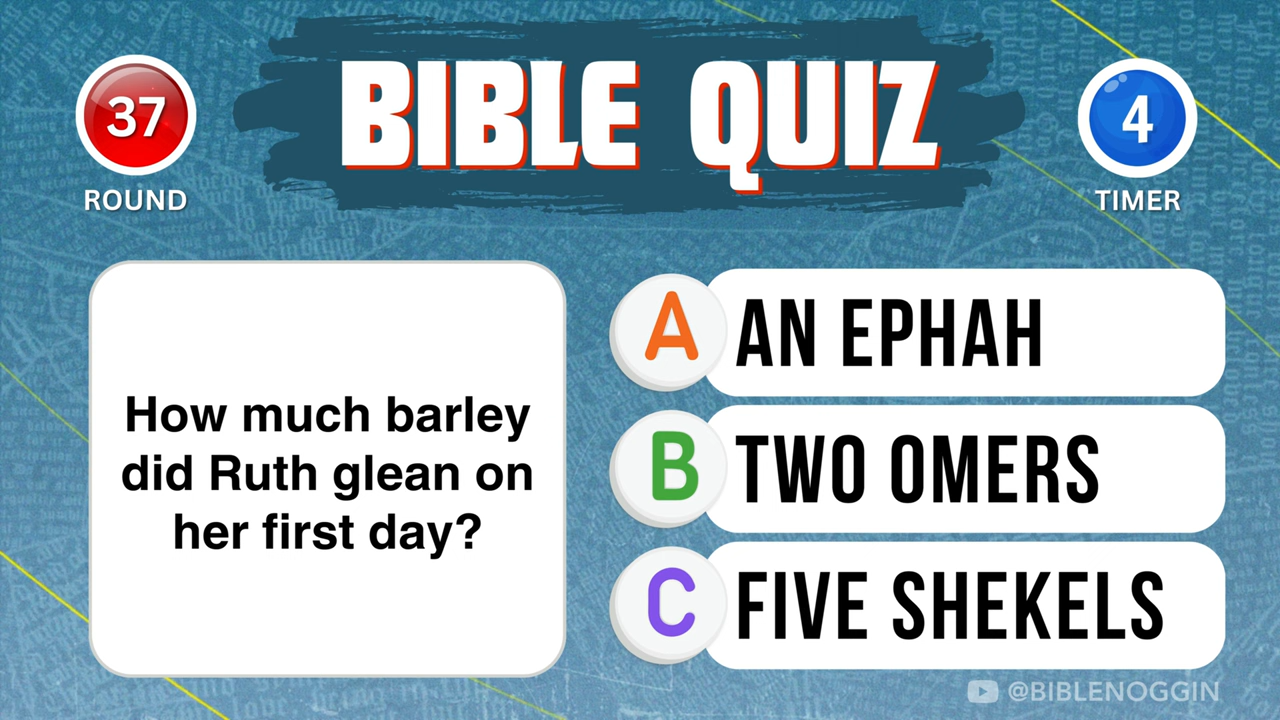 BIBLE QUIZ
37
ROUND
4
TIMER
How much barley
did Ruth glean on
her first day?
A AN EPHAH
B TWO OMERS
C FIVE SHEKELS
@BIBLENOGGIN